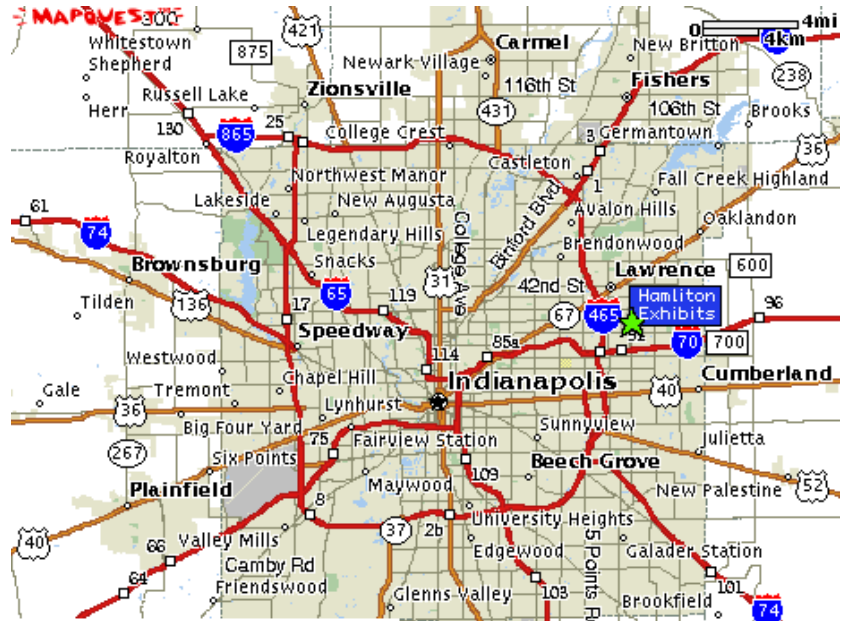 MAPQUEST
300
Whitestown
Shepherd
Herr
875
421
Carmel
Newark Village
0
4mi
4km
New Britton
238
Zionsville
Russell Lake
116th St
Fishers
106th St
431
Brooks
130
25
865
College Crest
3
Germantown
36
Royalton
Castleton
1
Northwest Manor
Fall Creek Highland
Lakeside
New Augusta
Avalon Hills
Oaklandon
61
74
Legendary Hills
College Ave
Binford Blvd
Brendonwood
Brownsburg
Snacks
31
42nd St
Lawrence
600
Tilden
136
65
17
119
67
465
Hamliton
Exhibits
96
Speedway
85a
70
700
Westwood
114
Chapel Hill
Indianapolis
Cumberland
Gale
Tremont
40
36
Lynhurst
Big Four Yard
Sunnyview
267
Six Points
75
Fairview Station
Julietta
109
Beech Grove
Plainfield
Maywood
New Palestine
52
8
37
2b
University Heights
40
66
Valley Mills
Edgewood
5 Points R
Galader Station
64
Camby Rd
Friendswood
103
101
Glenns Valley
Brookfield
74